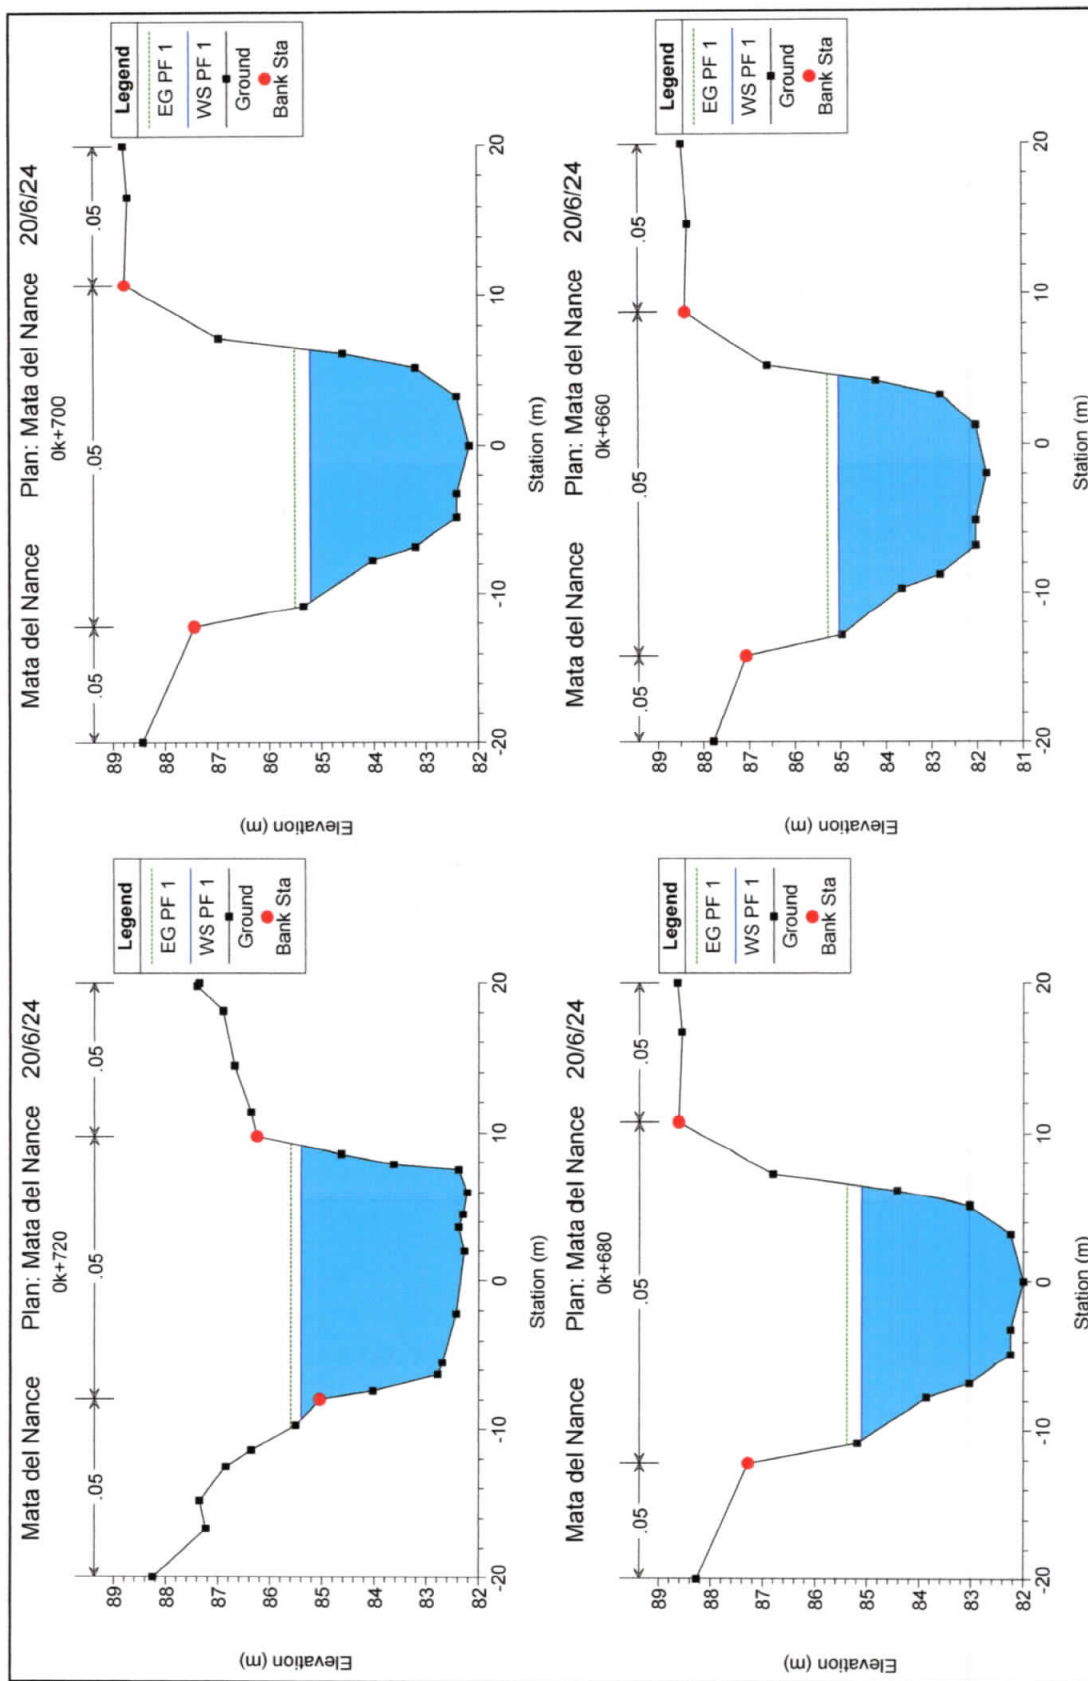 Mata del Nance Plan: Mata del Nance 20/6/24
0k+720
.05
.05
.05
Legend
EG PF 1
WS PF 1
Ground
Bank Sta
Elevation (m)
89
88
87
86
85
84
83
82
-20
-10
0
10
20
Station (m)
Mata del Nance Plan: Mata del Nance 20/6/24
0k+700
.05
.05
.05
Legend
EG PF 1
WS PF 1
Ground
Bank Sta
Elevation (m)
89
88
87
86
85
84
83
82
-20
-10
0
10
20
Station (m)
Mata del Nance Plan: Mata del Nance 20/6/24
0k+680
.05
.05
.05
Legend
EG PF 1
WS PF 1
Ground
Bank Sta
Elevation (m)
89
88
87
86
85
84
83
82
-20
-10
0
10
20
Station (m)
Mata del Nance Plan: Mata del Nance 20/6/24
0k+660
.05
.05
.05
Legend
EG PF 1
WS PF 1
Ground
Bank Sta
Elevation (m)
89
88
87
86
85
84
83
82
81
-20
-10
0
10
20
Station (m)